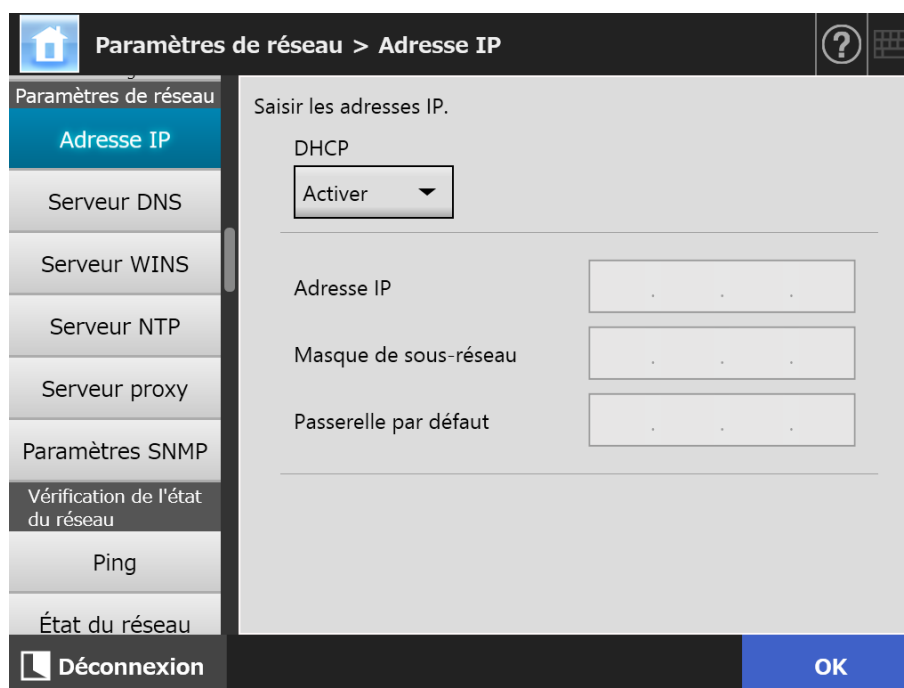 Paramètres de réseau > Adresse IP
?
Paramètres de réseau
Adresse IP
Serveur DNS
Serveur WINS
Serveur NTP
Serveur proxy
Paramètres SNMP
Vérification de l'état
du réseau
Ping
État du réseau
Saisir les adresses IP.
DHCP
Activer
Adresse IP . . .
Masque de sous-réseau . . .
Passerelle par défaut . . .
Déconnexion
OK